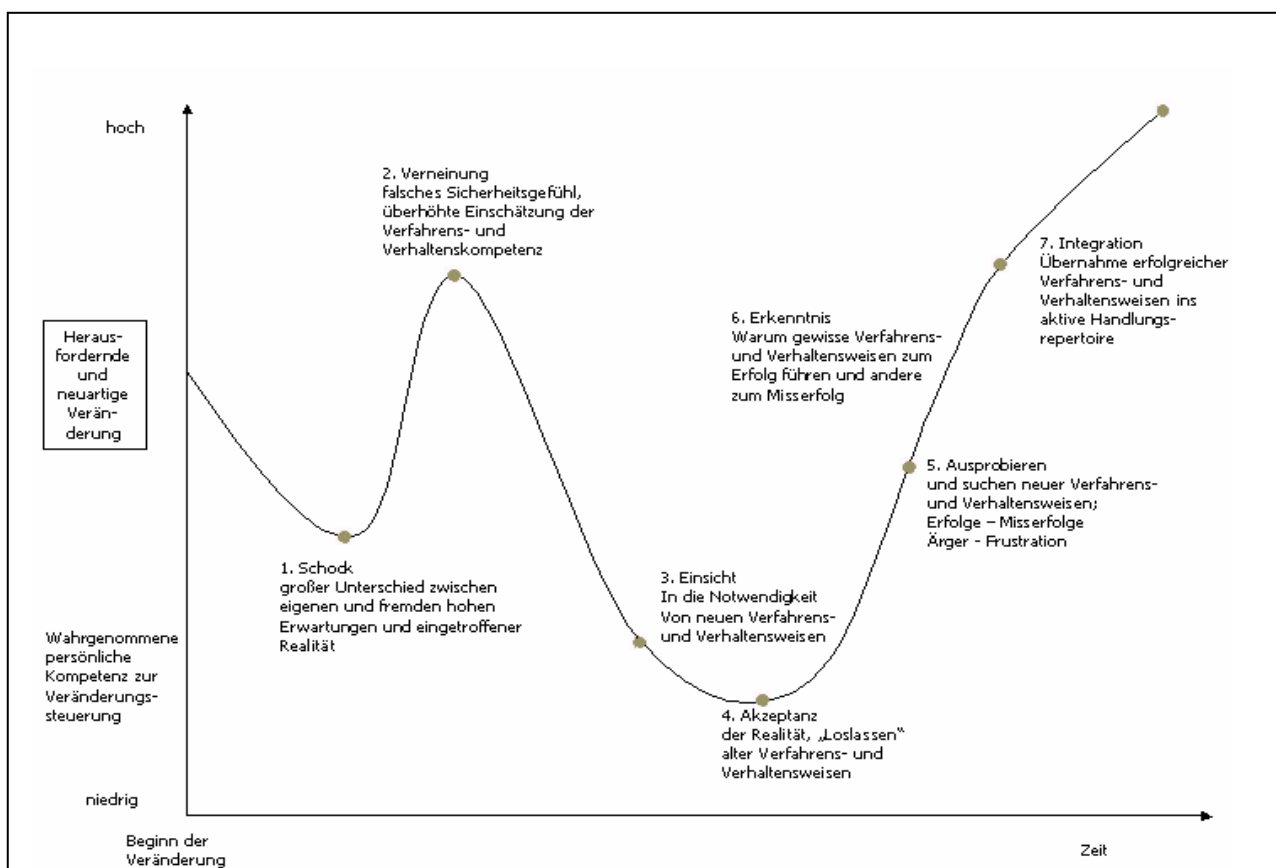 hoch
2. Verneinung
falsches Sicherheitsgefühl,
überhöhte Einschätzung der
Verfahrens- und
Verhaltenskompetenz
Heraus-
fordernde
und
neuartige
Verän-
derung
1. Schock
großer Unterschied zwischen
eigenen und fremden hohen
Erwartungen und eingetroffener
Realität
3. Einsicht
In die Notwendigkeit
Von neuen Verfahrens-
und Verhaltensweisen
4. Akzeptanz
der Realität, „Loslassen“
alter Verfahrens- und
Verhaltensweisen
5. Ausprobieren
und suchen neuer Verfahrens-
und Verhaltensweisen;
Erfolge – Misserfolge
Ärger - Frustration
6. Erkenntnis
Warum gewisse Verfahrens-
und Verhaltensweisen zum
Erfolg führen und andere
zum Misserfolg
7. Integration
Übernahme erfolgreicher
Verfahrens- und
Verhaltensweisen ins
aktive Handlungs-
repertoire
Wahrgenommene
persönliche
Kompetenz zur
Veränderungs-
steuerung
niedrig
Beginn der
Veränderung
Zeit